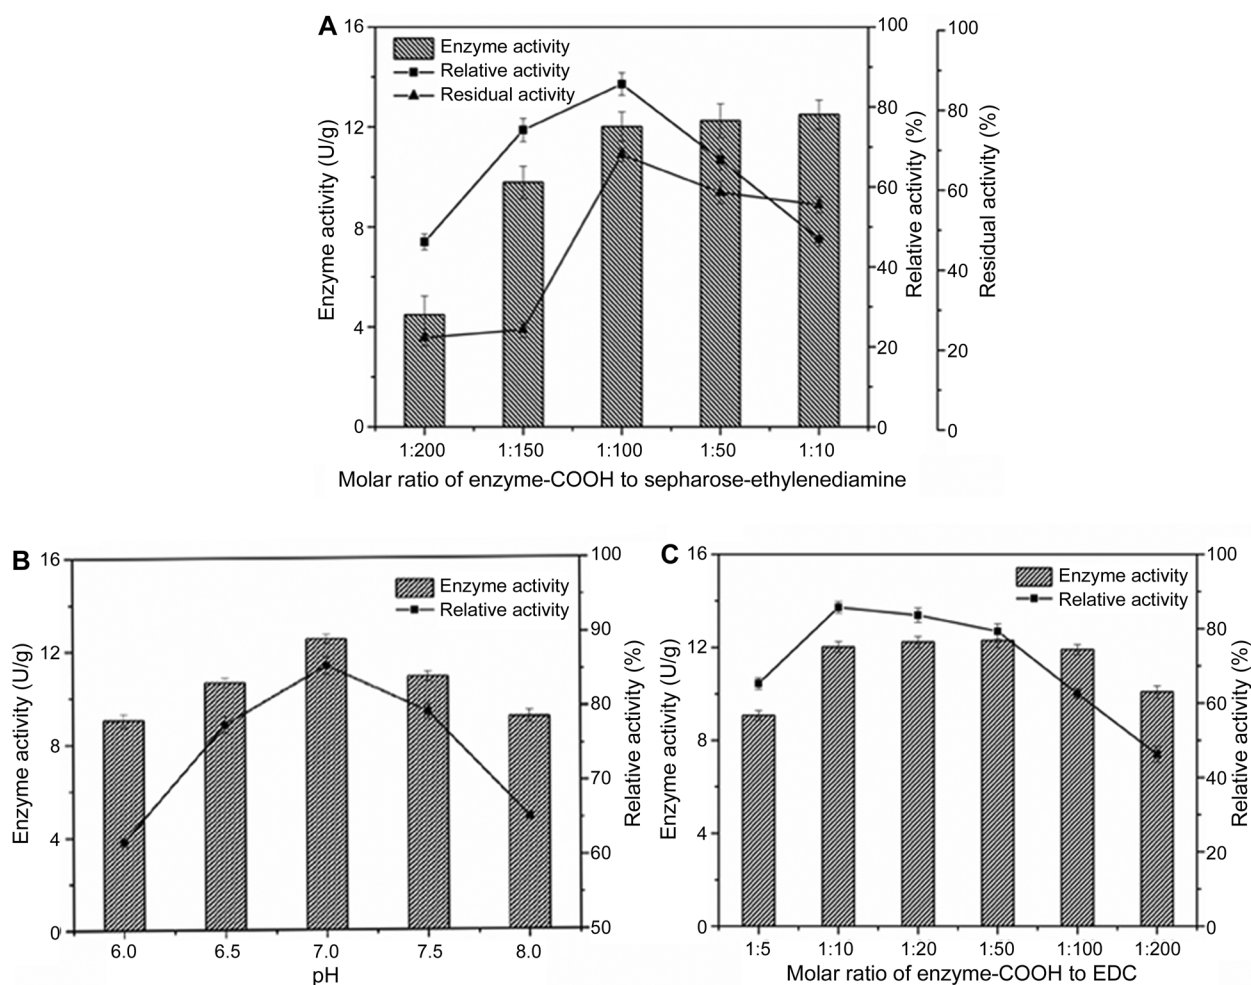 A
Enzyme activity
Relative activity
Residual activity
Enzyme activity (U/g)
16
12
8
4
0
100
80
60
40
20
0
Relative activity (%)
100
80
60
40
20
0
Residual activity (%)
1:200 1:150 1:100 1:50 1:10
Molar ratio of enzyme-COOH to sepharose-ethylenediamine
B
Enzyme activity
Relative activity
Enzyme activity (U/g)
16
12
8
4
0
100
90
80
70
60
50
Relative activity (%)
6.0 6.5 7.0 7.5 8.0
pH
C
Enzyme activity
Relative activity
Enzyme activity (U/g)
16
12
8
4
0
100
80
60
40
20
0
Relative activity (%)
1:5 1:10 1:20 1:50 1:100 1:200
Molar ratio of enzyme-COOH to EDC